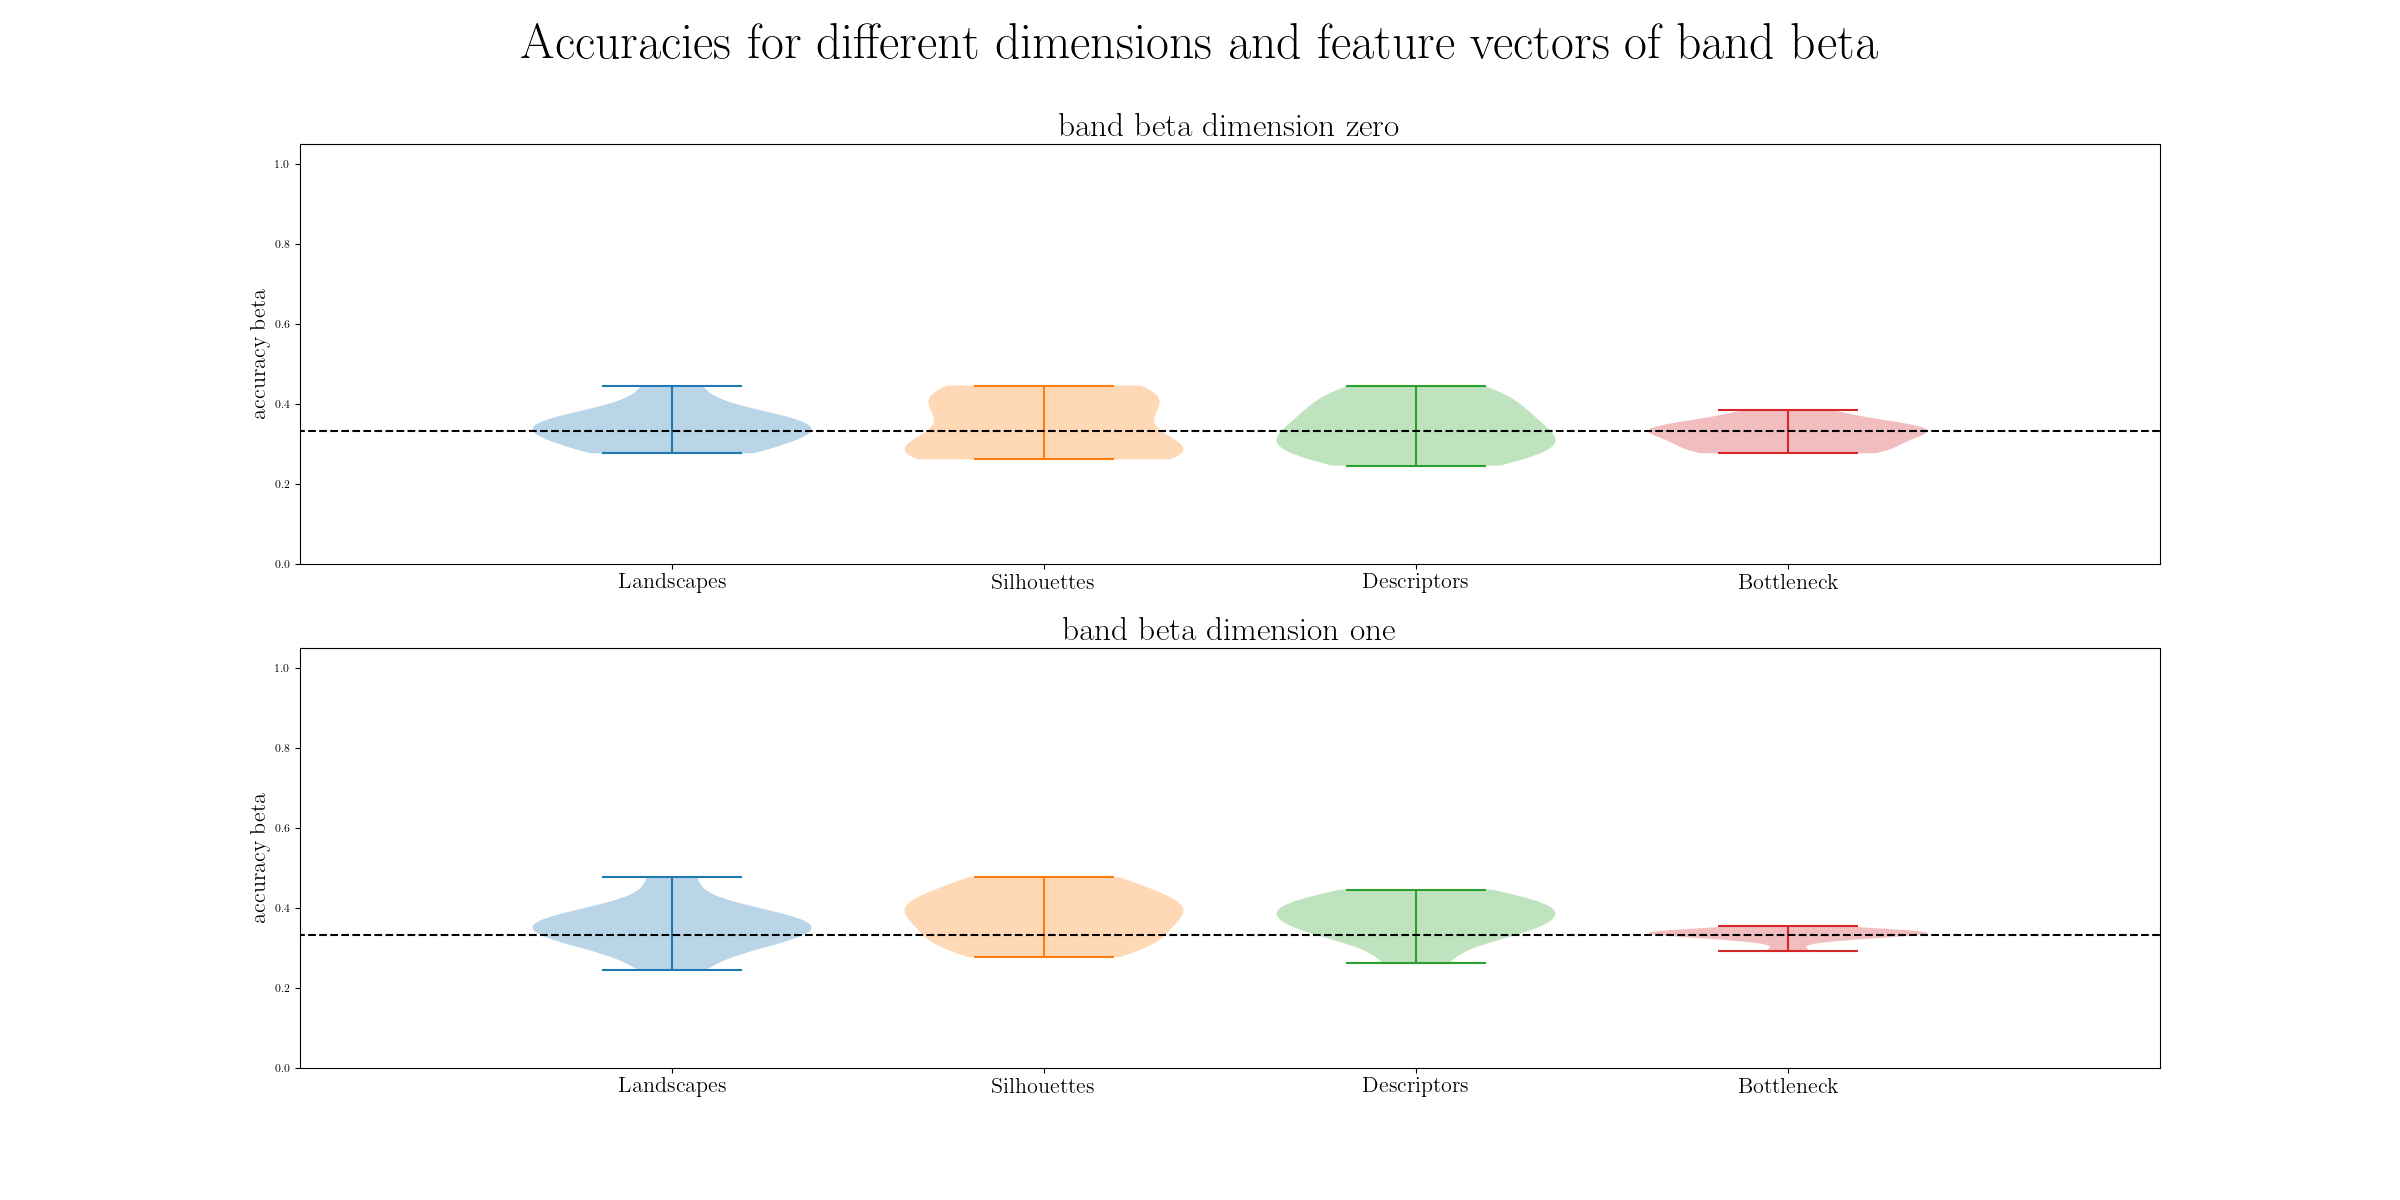 Accuracies for different dimensions and feature vectors of band beta
band beta dimension zero
1.0
0.8
0.6
0.4
0.2
0.0
accuracy beta
Landscapes Silhouettes Descriptors Bottleneck
band beta dimension one
1.0
0.8
0.6
0.4
0.2
0.0
accuracy beta
Landscapes Silhouettes Descriptors Bottleneck